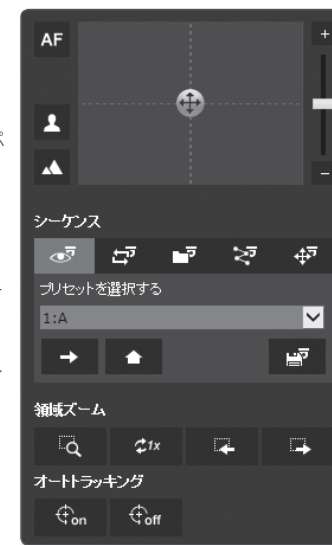 AF
+
-
シーケンス
プリセットを選択する
1:A
領域ズーム
1x
オートトラッキング
on off